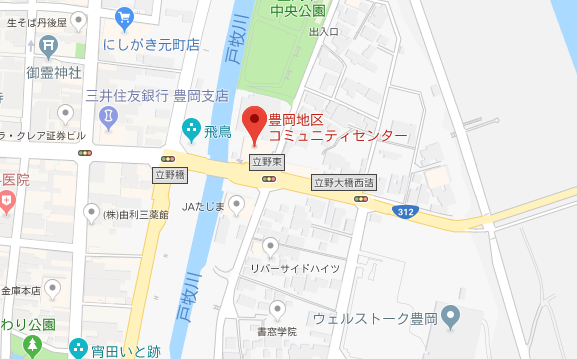 生そば丹後屋
中央公園
出入口
戸牧川
にしがき元町店
御霊神社
三井住友銀行 豊岡支店
飛鳥
豊岡地区
コミュニティセンター
ラ・クレア証券ビル
立野橋
立野東
立野大橋西詰
医院
JAたじま
312
(株)由利三薬館
リバーサイドハイツ
戸牧川
金庫本店
書窓学院
ウェルストーク豊岡
わり公園
宵田いと跡